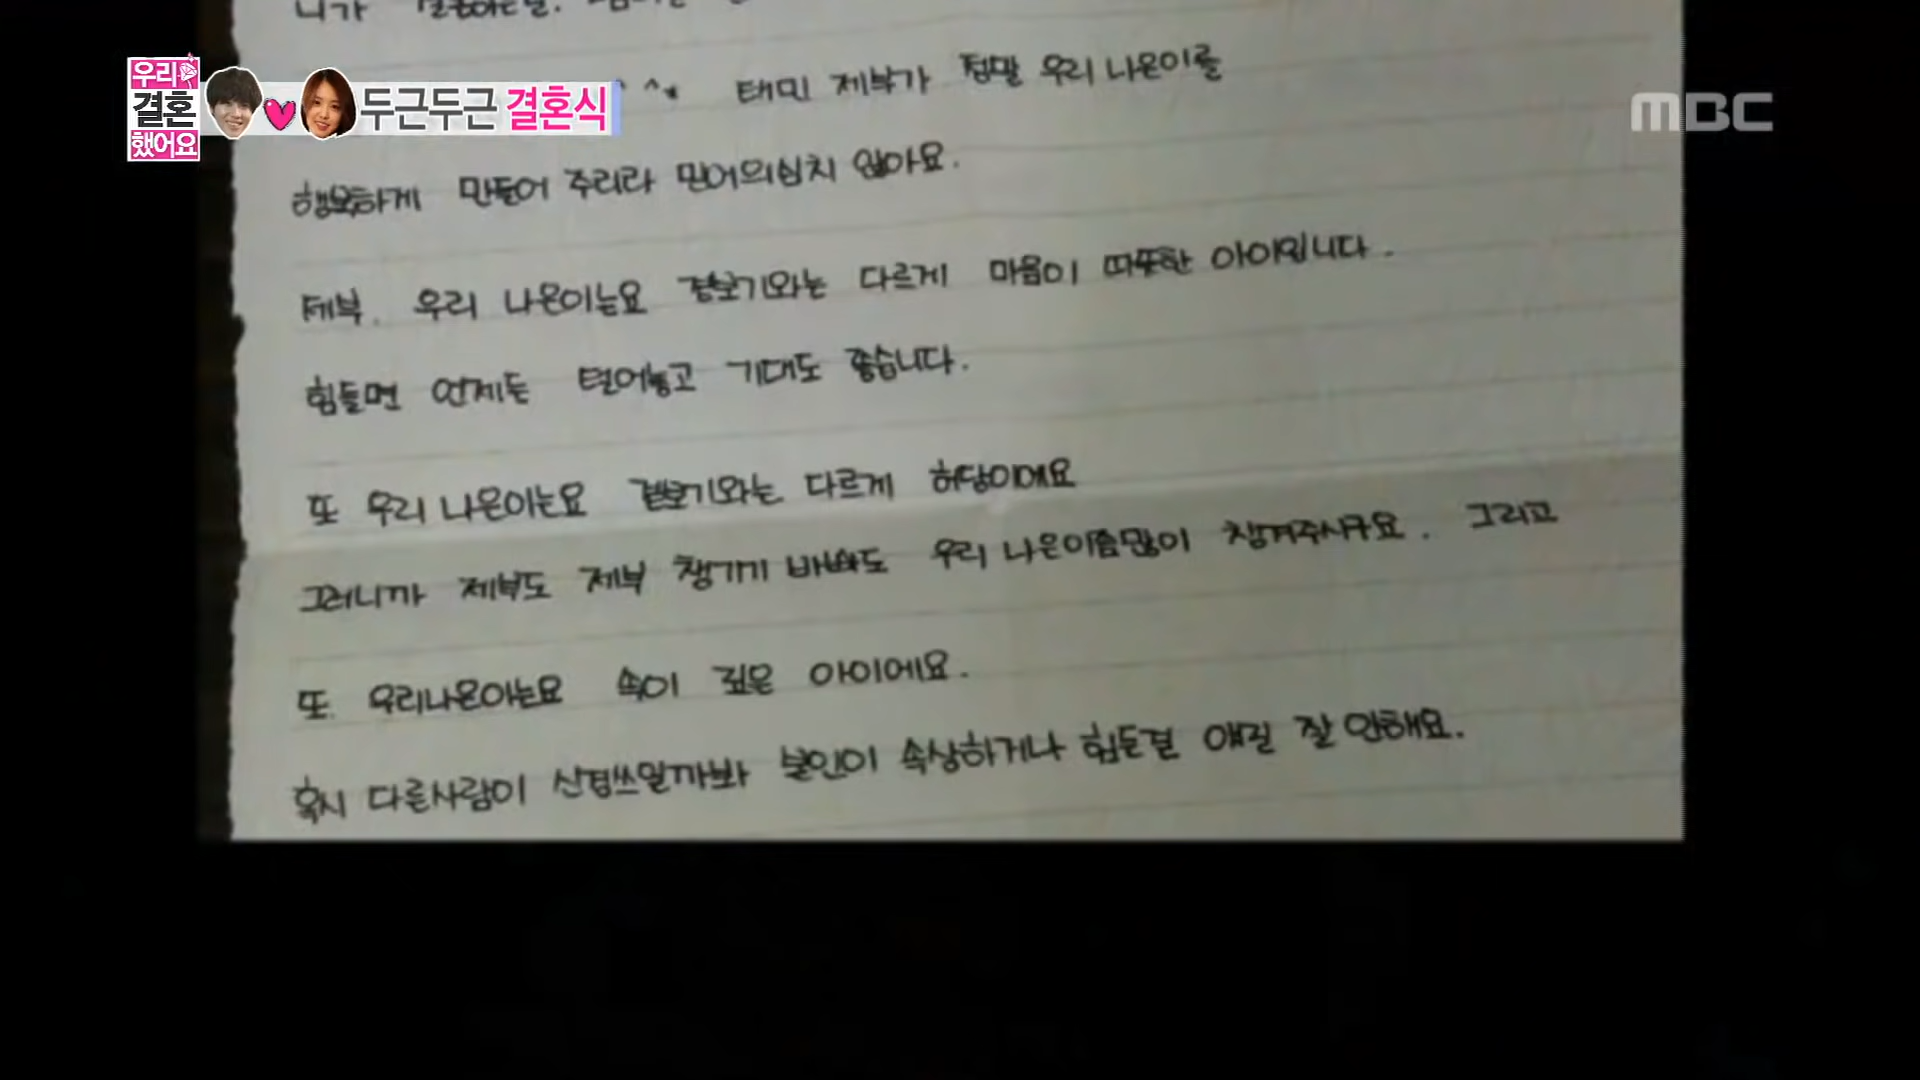 니가
우리
결혼
했어요
두근두근 결혼식
MBC
^^* 태민 제부가 정말 우리 나은이를
행복하게 만들어 주리라 믿어의심치 않아요.
제부. 우리 나은이는요 겉보기와는 다르게 마음이 따뜻한 아이입니다.
힘들면 언제든 털어놓고 기대도 좋습니다.
또 우리 나은이는요 겉보기와는 다르게 허당이에요
그러니까 제부도 제부 챙기기 바빠도 우리 나은이좀많이 챙겨주시구요. 그리고
또. 우리나은이는요 속이 깊은 아이에요.
혹시 다른사람이 신경쓰일까봐 본인이 속상하거나 힘든걸 얘길 잘 안해요.